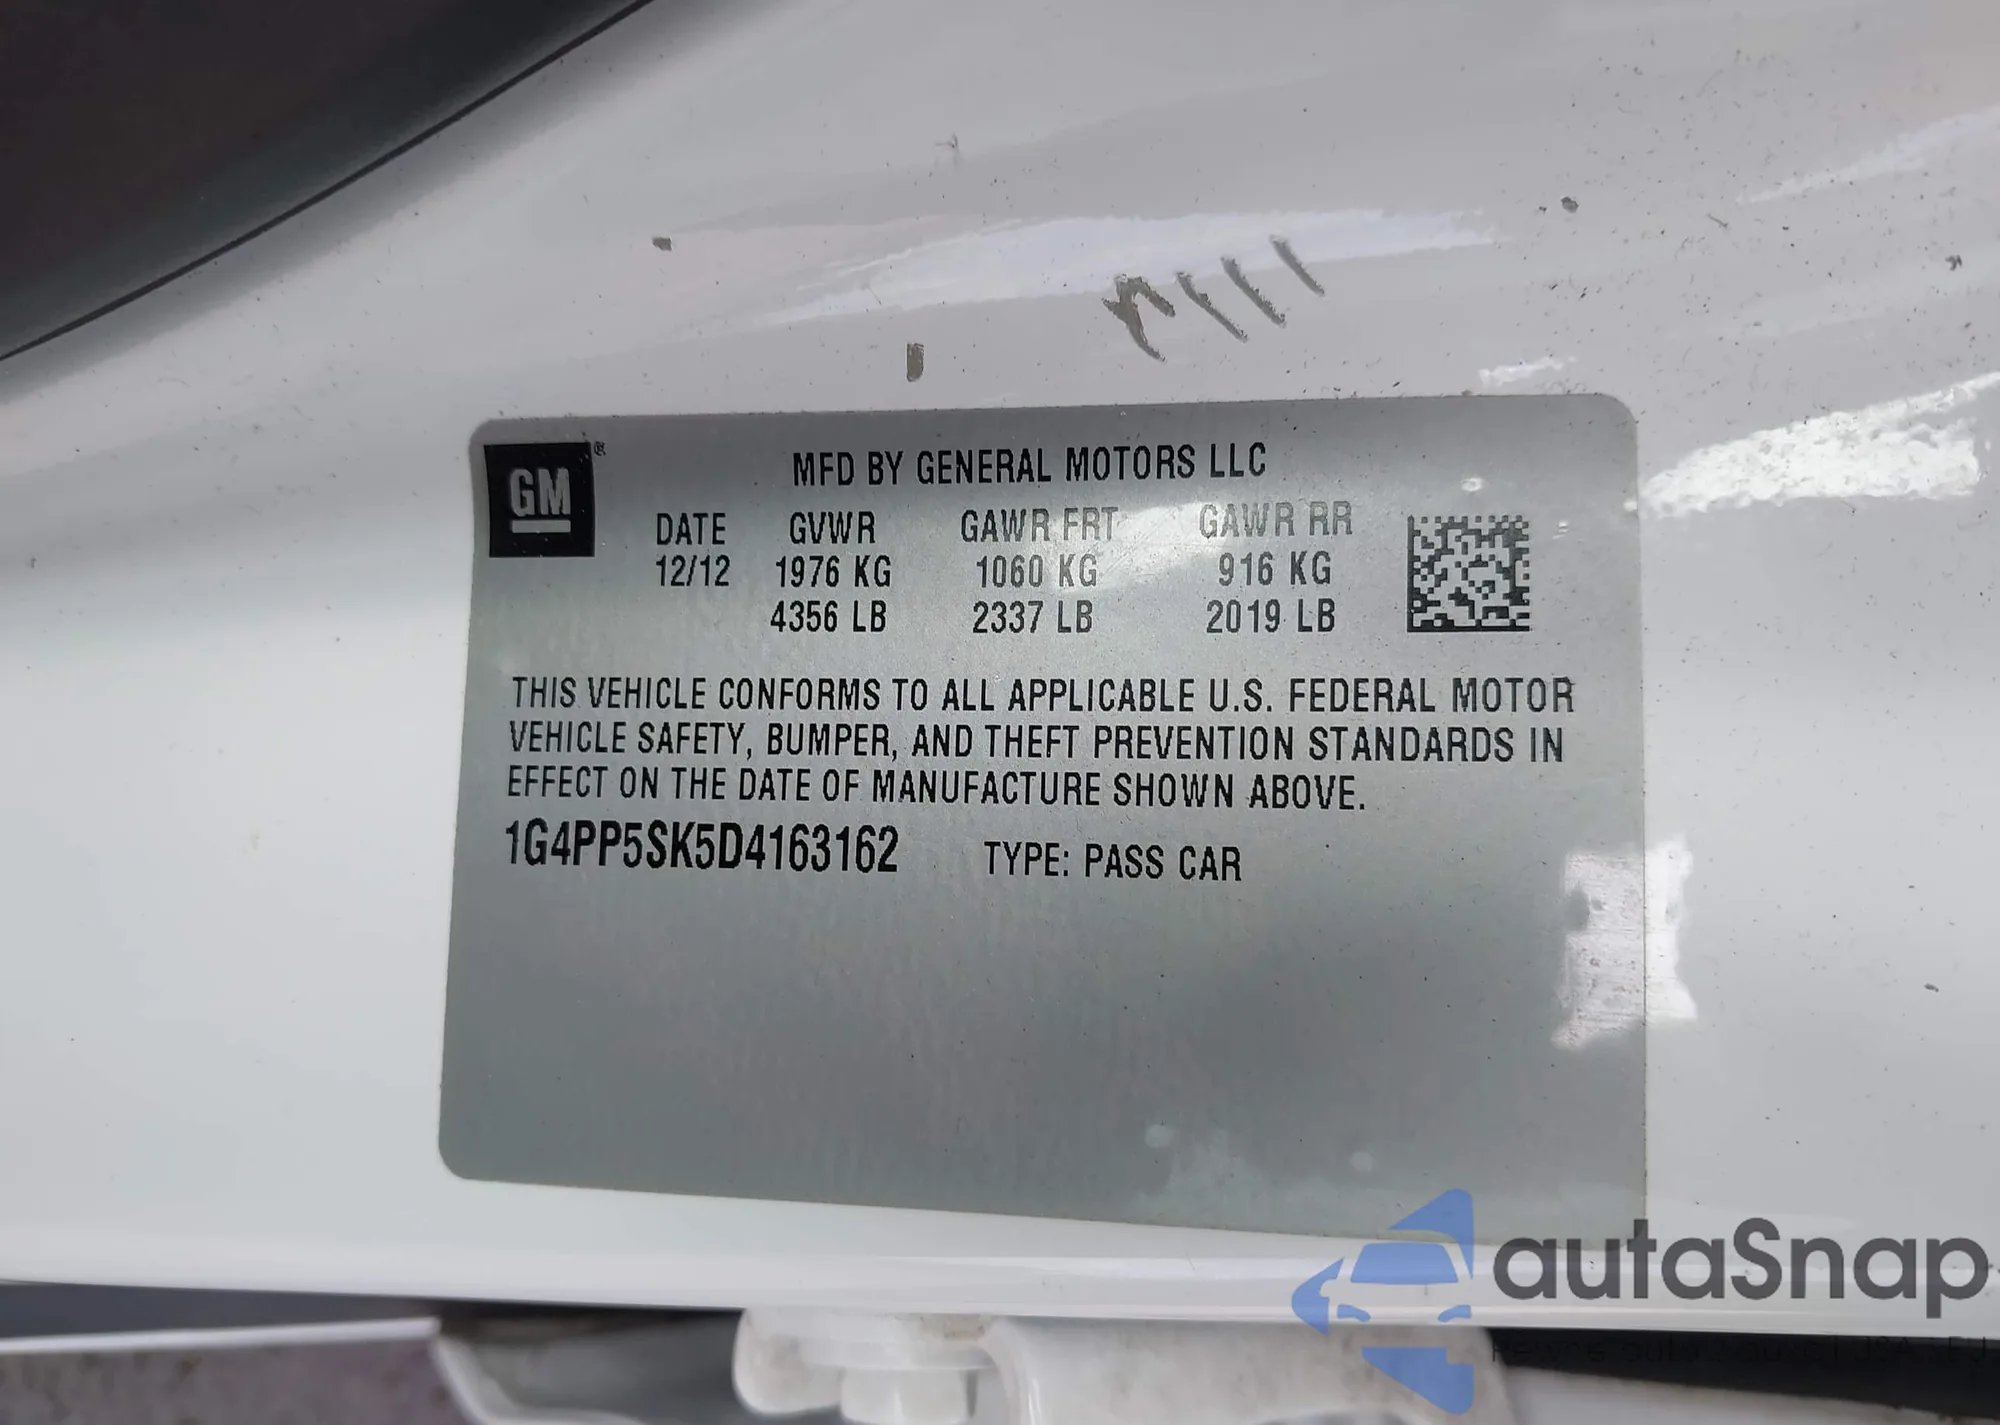 GM ®
MFD BY GENERAL MOTORS LLC
DATE GVWR GAWR FRT GAWR RR
12/12 1976 KG 1060 KG 916 KG
4356 LB 2337 LB 2019 LB
THIS VEHICLE CONFORMS TO ALL APPLICABLE U.S. FEDERAL MOTOR
VEHICLE SAFETY, BUMPER, AND THEFT PREVENTION STANDARDS IN
EFFECT ON THE DATE OF MANUFACTURE SHOWN ABOVE.
1G4PP5SK5D4163162 TYPE: PASS CAR
autaSnap